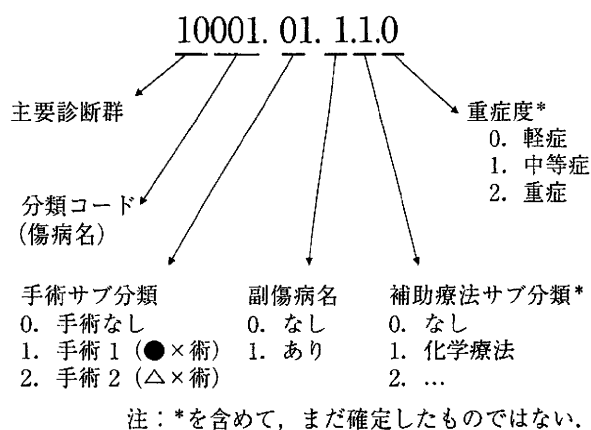 10001. 01. 1.1.0
主要診断群
重症度*
0. 軽症
1. 中等症
2. 重症
分類コード
(傷病名)
手術サブ分類
0. 手術なし
1. 手術1 (●×術)
2. 手術2 (△×術)
副傷病名
0. なし
1. あり
補助療法サブ分類*
0. なし
1. 化学療法
2. …
注：*を含めて，まだ確定したものではない．